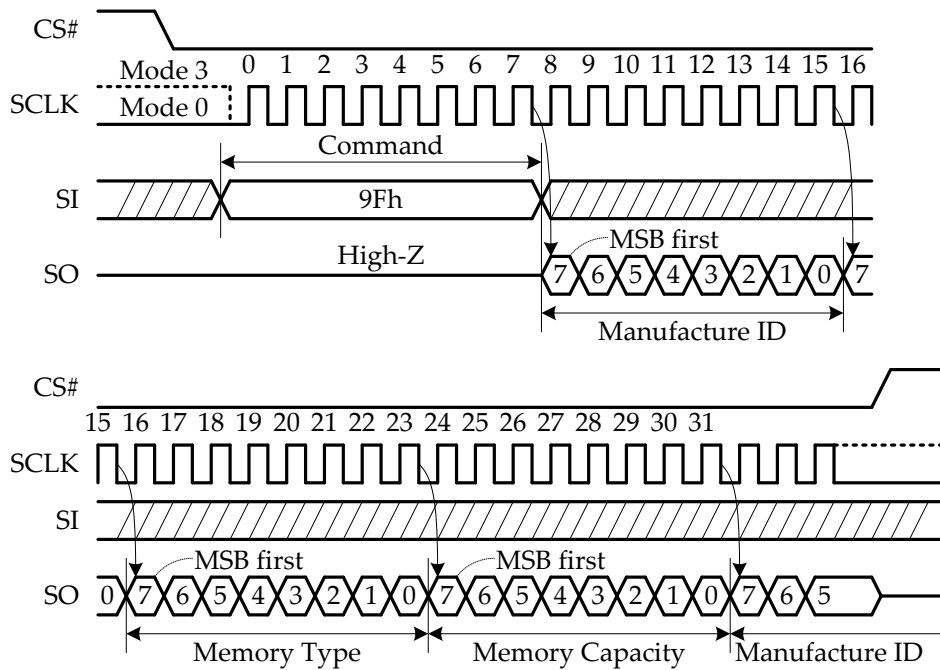 CS#
Mode 3 0 1 2 3 4 5 6 7 8 9 10 11 12 13 14 15 16
SCLK Mode 0
Command
SI 9Fh
High-Z MSB first
SO 7 6 5 4 3 2 1 0 7
Manufacture ID
CS#
15 16 17 18 19 20 21 22 23 24 25 26 27 28 29 30 31
SCLK
SI
MSB first MSB first
SO 0 7 6 5 4 3 2 1 0 7 6 5 4 3 2 1 0 7 6 5
Memory Type Memory Capacity Manufacture ID